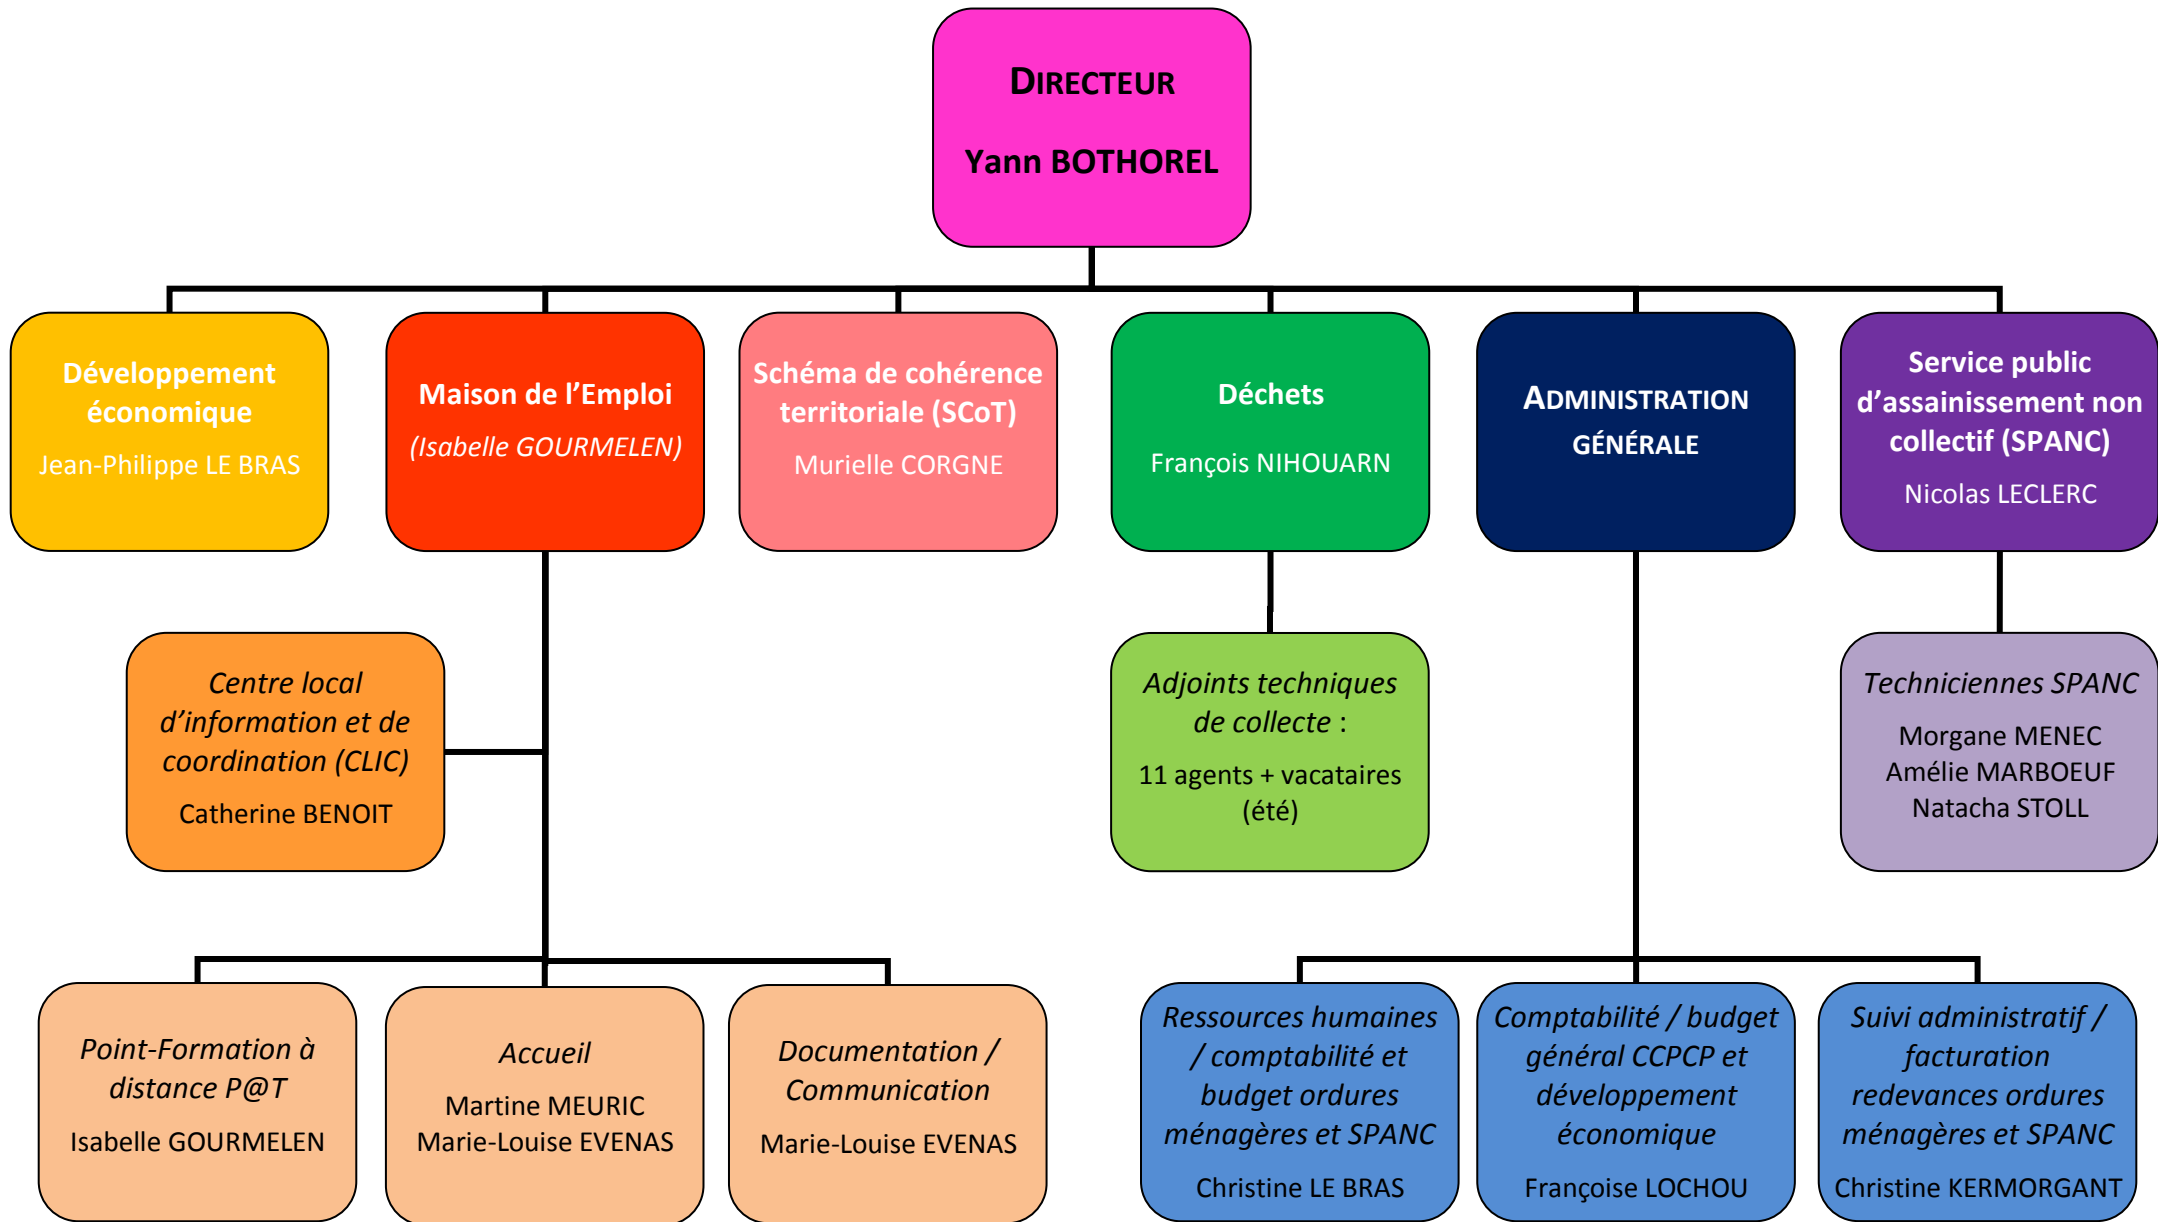 DIRECTEUR
Yann BOTHOREL
Développement
économique
Jean-Philippe LE BRAS
Maison de l’Emploi
(Isabelle GOURMELEN)
Schéma de cohérence
territoriale (SCoT)
Murielle CORGNE
Déchets
François NIHOUARN
ADMINISTRATION
GÉNÉRALE
Service public
d’assainissement non
collectif (SPANC)
Nicolas LECLERC
Centre local
d’information et de
coordination (CLIC)
Catherine BENOIT
Adjoints techniques
de collecte :
11 agents + vacataires
(été)
Techniciennes SPANC
Morgane MENEC
Amélie MARBOEUF
Natacha STOLL
Point-Formation à
distance P@T
Isabelle GOURMELEN
Accueil
Martine MEURIC
Marie-Louise EVENAS
Documentation /
Communication
Marie-Louise EVENAS
Ressources humaines
/ comptabilité et
budget ordures
ménagères et SPANC
Christine LE BRAS
Comptabilité / budget
général CCPCP et
développement
économique
Françoise LOCHOU
Suivi administratif /
facturation
redevances ordures
ménagères et SPANC
Christine KERMORGANT